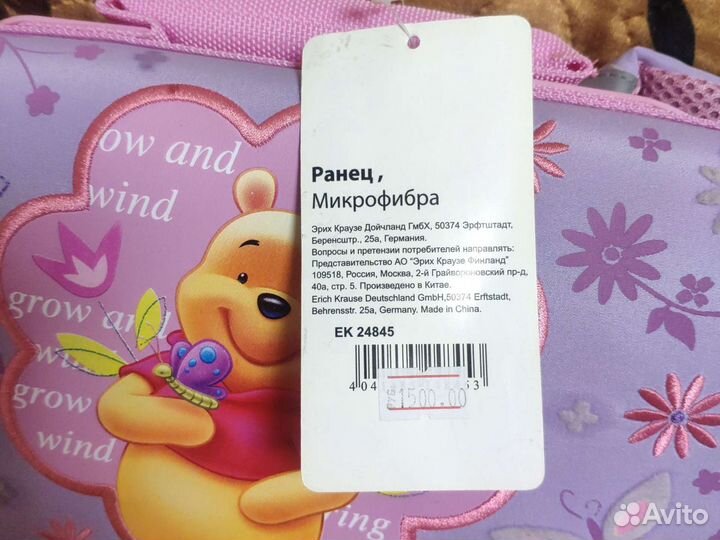 ow and
wind
grow and
wind
grow
wind
ring
Ранец ,
Микрофибра
Эрих Краузе Дойчланд ГмбХ, 50374 Эрфтштадт,
Беренсштр., 25а, Германия.
Вопросы и претензии потребителей направлять:
Представительство АО "Эрих Краузе Финланд"
109518, Россия, Москва, 2-й Грайвороновский пр-д,
40а, стр. 5. Произведено в Китае.
Erich Krause Deutschland GmbH,50374 Erftstadt,
Behrensstr. 25a, Germany. Made in China.
EK 24845
1500.00
Avito